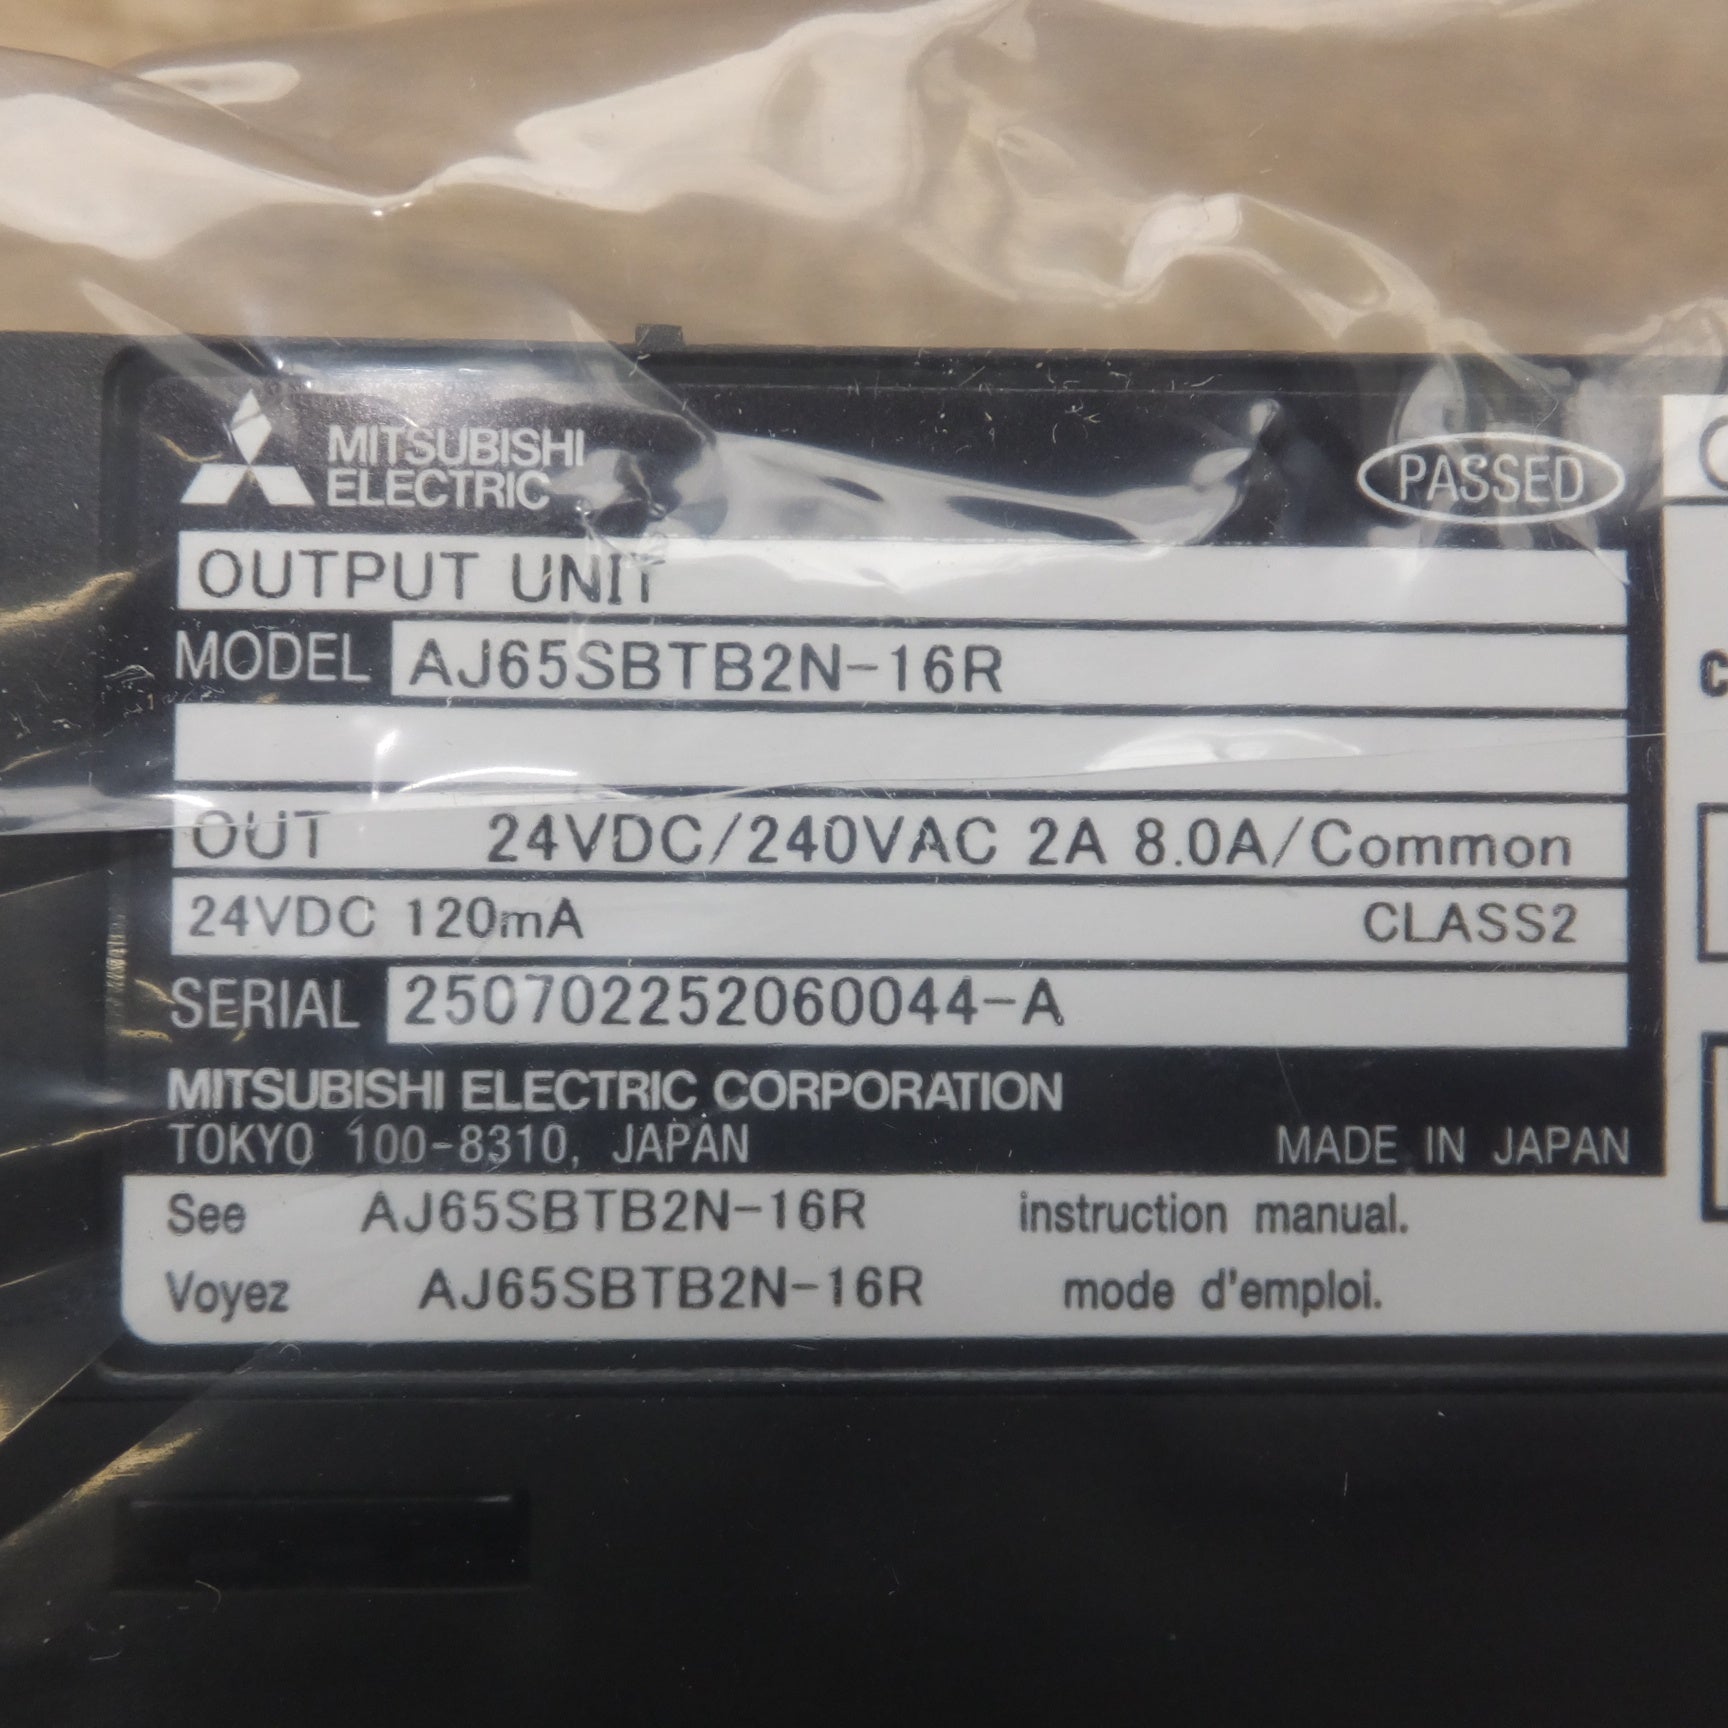 MITSUBISHI
ELECTRIC
PASSED
OUTPUT UNIT
MODEL AJ65SBTB2N-16R
OUT 24VDC/240VAC 2A 8.0A/Common
24VDC 120mA CLASS2
SERIAL 250702252060044-A
MITSUBISHI ELECTRIC CORPORATION
TOKYO 100-8310, JAPAN MADE IN JAPAN
See AJ65SBTB2N-16R instruction manual.
Voyez AJ65SBTB2N-16R mode d'emploi.